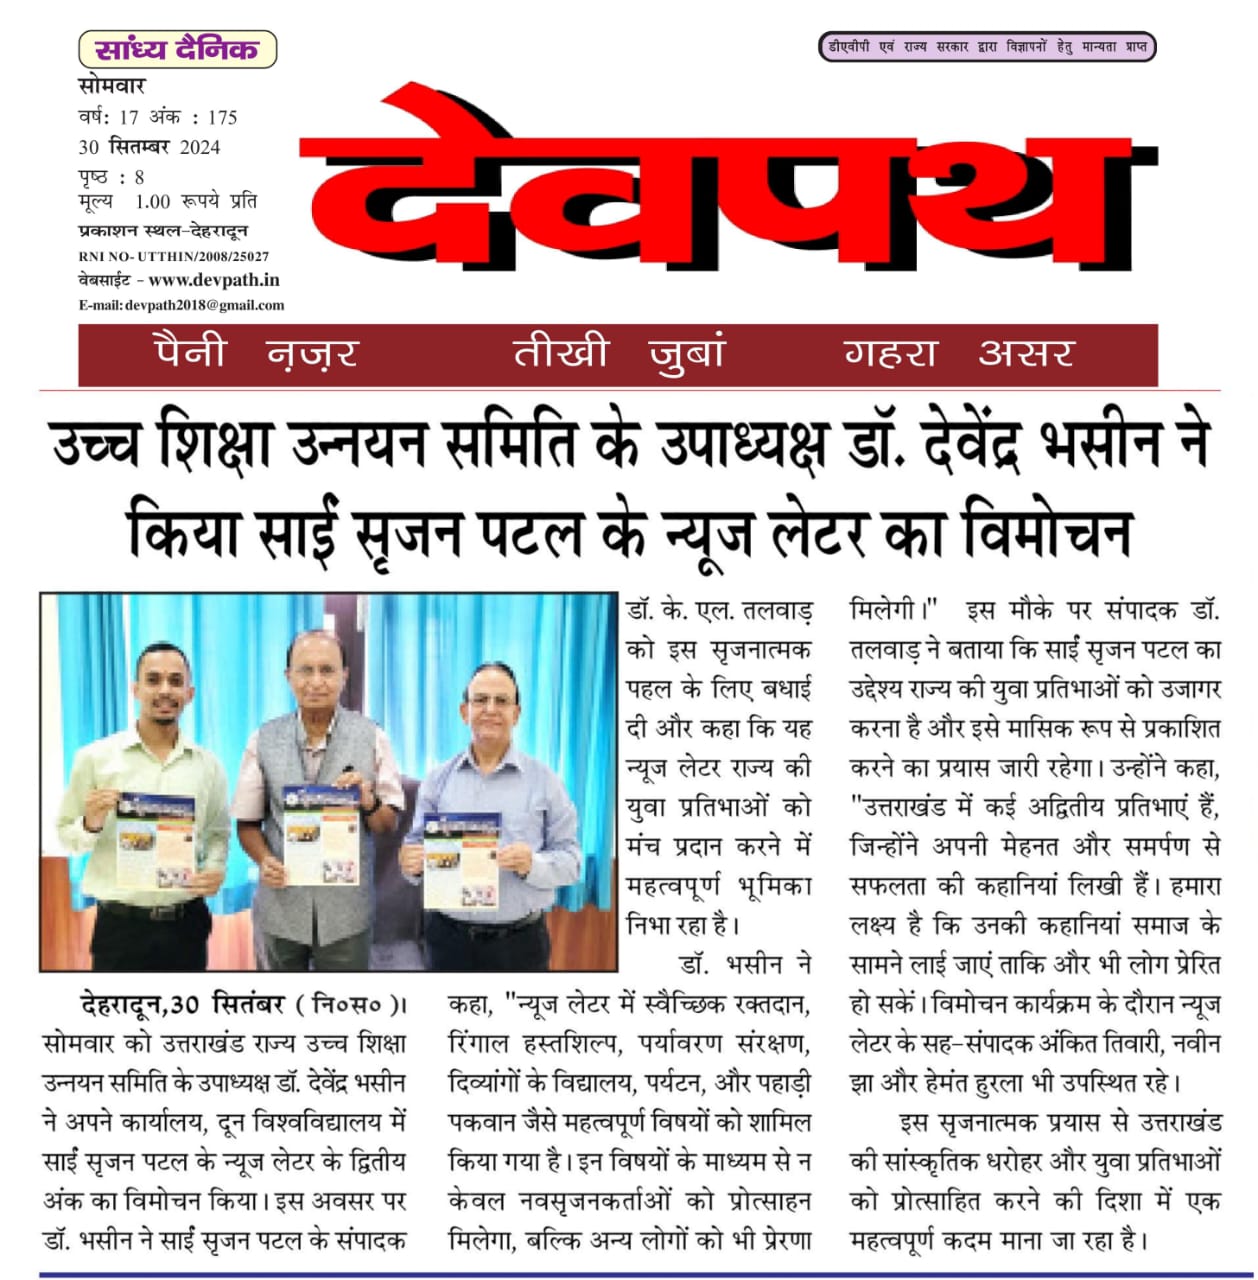 सांध्य दैनिक
डीएवीपी एवं राज्य सरकार द्वारा विज्ञापनों हेतु मान्यता प्राप्त
सोमवार
वर्ष: 17 अंक : 175
30 सितम्बर 2024
पृष्ठ : 8
मूल्य 1.00 रूपये प्रति
प्रकाशन स्थल-देहरादून
RNI NO- UTTHIN/2008/25027
वेबसाईट - www.devpath.in
E-mail: devpath2018@gmail.com
देवपथ
पैनी न.ज़र तीखी जुबां गहरा असर
उच्च शिक्षा उन्नयन समिति के उपाध्यक्ष डॉ. देवेंद्र भसीन ने
किया साईं सृजन पटल के न्यूज लेटर का विमोचन
देहरादून,30 सितंबर ( नि०स० )।
सोमवार को उत्तराखंड राज्य उच्च शिक्षा
उन्नयन समिति के उपाध्यक्ष डॉ. देवेंद्र भसीन
ने अपने कार्यालय, दून विश्वविद्यालय में
साईं सृजन पटल के न्यूज लेटर के द्वितीय
अंक का विमोचन किया। इस अवसर पर
डॉ. भसीन ने साईं सृजन पटल के संपादक
डॉ. के. एल. तलवाड़
को इस सृजनात्मक
पहल के लिए बधाई
दी और कहा कि यह
न्यूज लेटर राज्य की
युवा प्रतिभाओं को
मंच प्रदान करने में
महत्वपूर्ण भूमिका
निभा रहा है।
डॉ. भसीन ने
कहा, "न्यूज लेटर में स्वैच्छिक रक्तदान,
रिंगाल हस्तशिल्प, पर्यावरण संरक्षण,
दिव्यांगों के विद्यालय, पर्यटन, और पहाड़ी
पकवान जैसे महत्वपूर्ण विषयों को शामिल
किया गया है। इन विषयों के माध्यम से न
केवल नवसृजनकर्ताओं को प्रोत्साहन
मिलेगा, बल्कि अन्य लोगों को भी प्रेरणा
मिलेगी।" इस मौके पर संपादक डॉ.
तलवाड़ ने बताया कि साईं सृजन पटल का
उद्देश्य राज्य की युवा प्रतिभाओं को उजागर
करना है और इसे मासिक रूप से प्रकाशित
करने का प्रयास जारी रहेगा। उन्होंने कहा,
"उत्तराखंड में कई अद्वितीय प्रतिभाएं हैं,
जिन्होंने अपनी मेहनत और समर्पण से
सफलता की कहानियां लिखी हैं। हमारा
लक्ष्य है कि उनकी कहानियां समाज के
सामने लाई जाएं ताकि और भी लोग प्रेरित
हो सकें। विमोचन कार्यक्रम के दौरान न्यूज
लेटर के सह-संपादक अंकित तिवारी, नवीन
झा और हेमंत हुरला भी उपस्थित रहे।
इस सृजनात्मक प्रयास से उत्तराखंड
की सांस्कृतिक धरोहर और युवा प्रतिभाओं
को प्रोत्साहित करने की दिशा में एक
महत्वपूर्ण कदम माना जा रहा है।